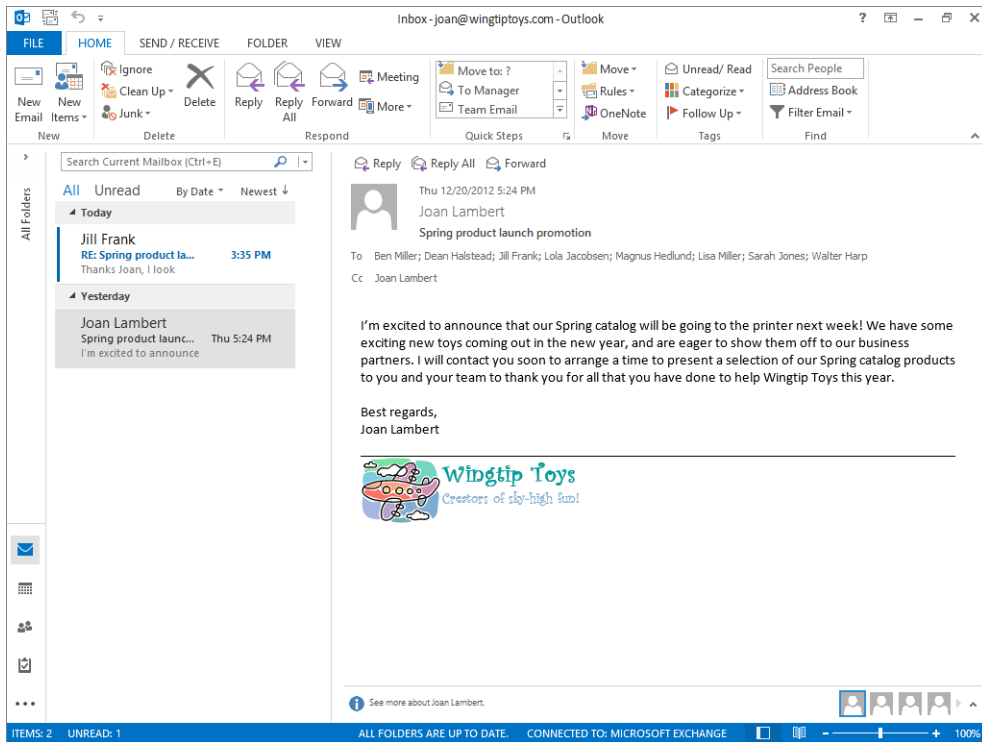 Inbox - joan@wingtiptoys.com - Outlook
FILE HOME SEND / RECEIVE FOLDER VIEW
New Email
New Items
New
Ignore
Clean Up
Junk
Delete
Delete
Reply
Reply All
Forward
Meeting
More
Respond
Move to: ?
To Manager
Team Email
Quick Steps
Move
Rules
OneNote
Move
Unread/ Read
Categorize
Follow Up
Tags
Search People
Address Book
Filter Email
Find
All Folders
Search Current Mailbox (Ctrl+E)
All Unread By Date Newest
Today
Jill Frank
RE: Spring product la... 3:35 PM
Thanks Joan, I look
Yesterday
Joan Lambert
Spring product launc... Thu 5:24 PM
I'm excited to announce
Reply Reply All Forward
Thu 12/20/2012 5:24 PM
Joan Lambert
Spring product launch promotion
To Ben Miller; Dean Halstead; Jill Frank; Lola Jacobsen; Magnus Hedlund; Lisa Miller; Sarah Jones; Walter Harp
Cc Joan Lambert
I'm excited to announce that our Spring catalog will be going to the printer next week! We have some
exciting new toys coming out in the new year, and are eager to show them off to our business
partners. I will contact you soon to arrange a time to present a selection of our Spring catalog products
to you and your team to thank you for all that you have done to help Wingtip Toys this year.
Best regards,
Joan Lambert
Wingtip Toys
Creators of sky-high fun!
See more about Joan Lambert.
ITEMS: 2 UNREAD: 1 ALL FOLDERS ARE UP TO DATE. CONNECTED TO: MICROSOFT EXCHANGE 100%